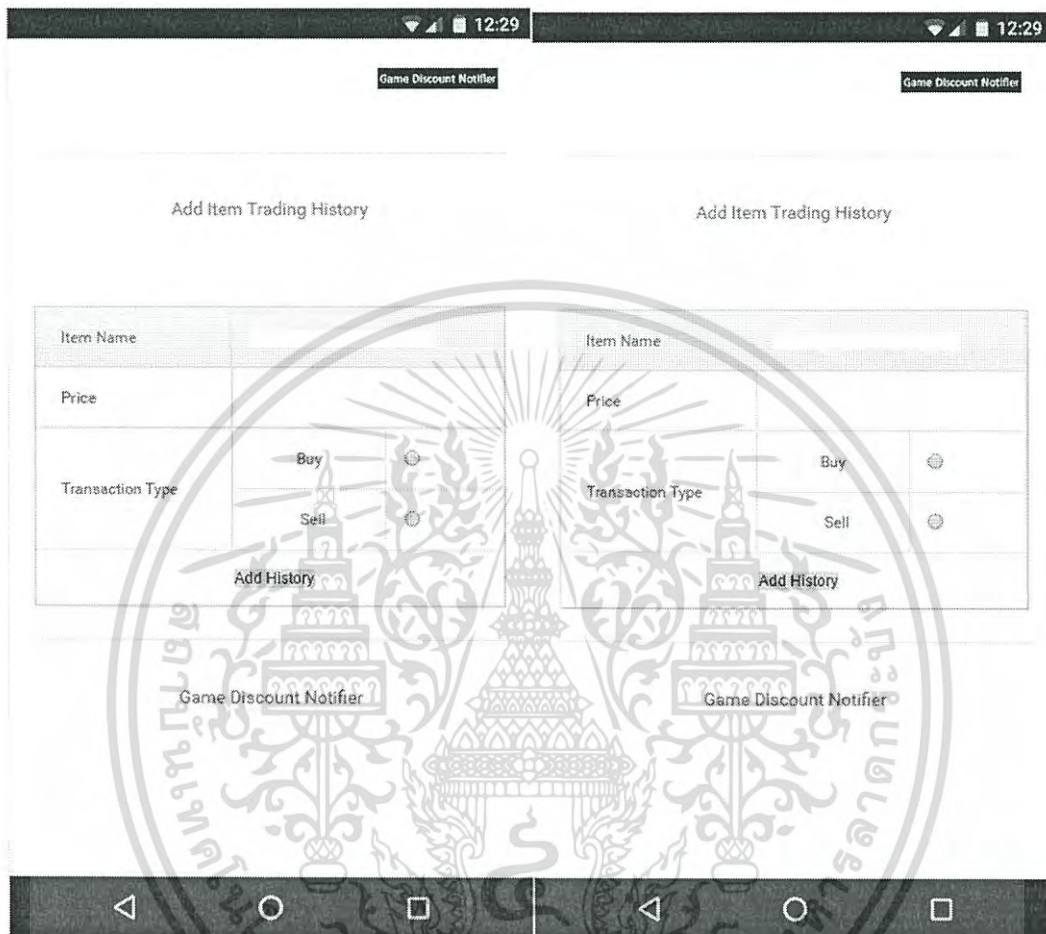 12:29
Game Discount Notifier
Add Item Trading History
Item Name
Price
Transaction Type
Buy
Sell
Add History
Game Discount Notifier
12:29
Game Discount Notifier
Add Item Trading History
Item Name
Price
Transaction Type
Buy
Sell
Add History
Game Discount Notifier